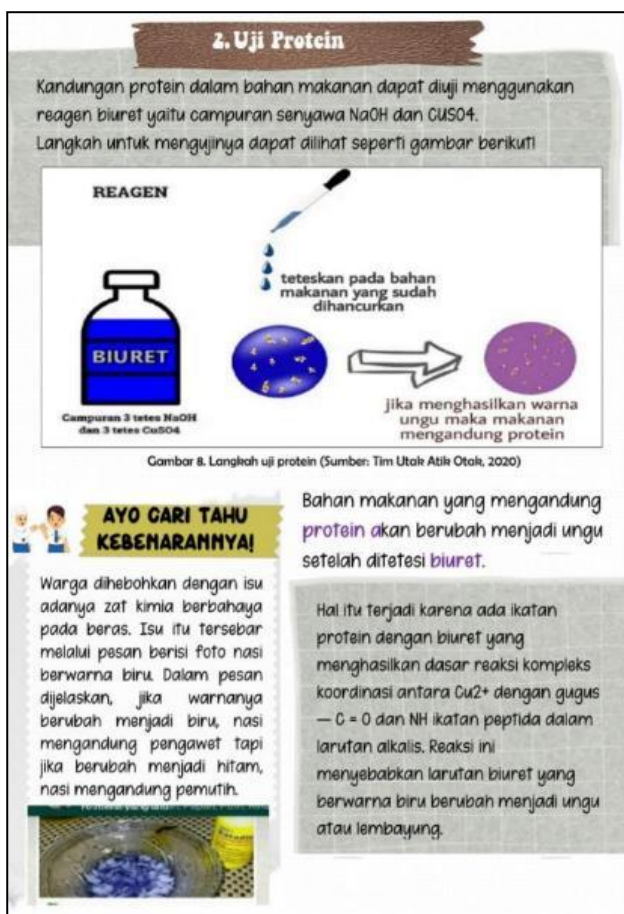 2. Uji Protein
Kandungan protein dalam bahan makanan dapat diuji menggunakan
reagen biuret yaitu campuran senyawa NaOH dan CUSO4.
Langkah untuk mengujinya dapat dilihat seperti gambar berikut!
REAGEN
teteskan pada bahan
makanan yang sudah
dihancurkan
BIURET
Campuran 3 tetes NaOH
dan 3 tetes CuSO4
jika menghasilkan warna
ungu maka makanan
mengandung protein
Gambar 8. Langkah uji protein (Sumber: Tim Utak Atik Otak, 2020)
AYO CARI TAHU
KEBENARANNYA!
Warga dihebohkan dengan isu
adanya zat kimia berbahaya
pada beras. Isu itu tersebar
melalui pesan berisi foto nasi
berwarna biru. Dalam pesan
dijelaskan, jika warnanya
berubah menjadi biru, nasi
mengandung pengawet tapi
jika berubah menjadi hitam,
nasi mengandung pemutih.
Bahan makanan yang mengandung
protein akan berubah menjadi ungu
setelah ditetesi biuret.
Hal itu terjadi karena ada ikatan
protein dengan biuret yang
menghasilkan dasar reaksi kompleks
koordinasi antara Cu2+ dengan gugus
— C = O dan NH ikatan peptida dalam
larutan alkalis. Reaksi ini
menyebabkan larutan biuret yang
berwarna biru berubah menjadi ungu
atau lembayung.